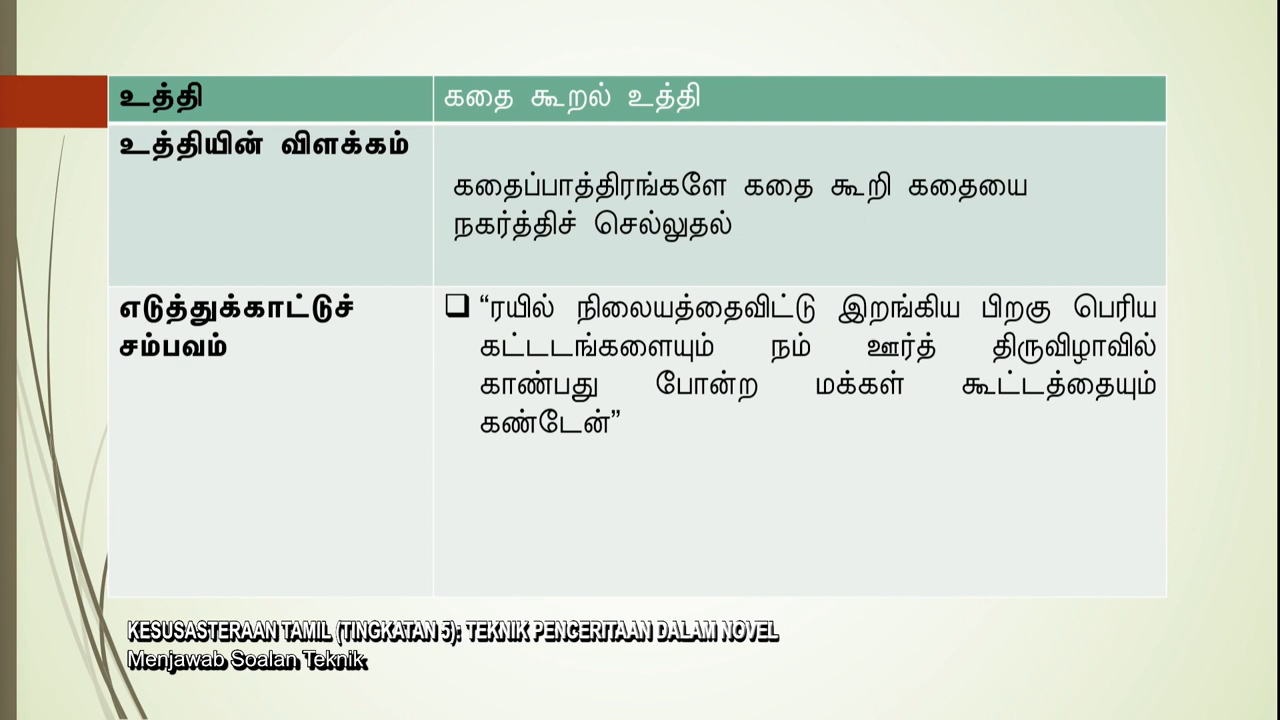 உத்தி
கதை கூறல் உத்தி
உத்தியின் விளக்கம்
கதைப்பாத்திரங்களே கதை கூறி கதையை
நகர்த்திச் செல்லுதல்
எடுத்துக்காட்டுச்
சம்பவம்
❑ “ரயில் நிலையத்தைவிட்டு இறங்கிய பிறகு பெரிய
கட்டடங்களையும் நம் ஊர்த் திருவிழாவில்
காண்பது போன்ற மக்கள் கூட்டத்தையும்
கண்டேன்”
KESUSASTERAAN TAMIL (TINGKATAN 5): TEKNIK PENCERITAAN DALAM NOVEL
Menjawab Soalan Teknik